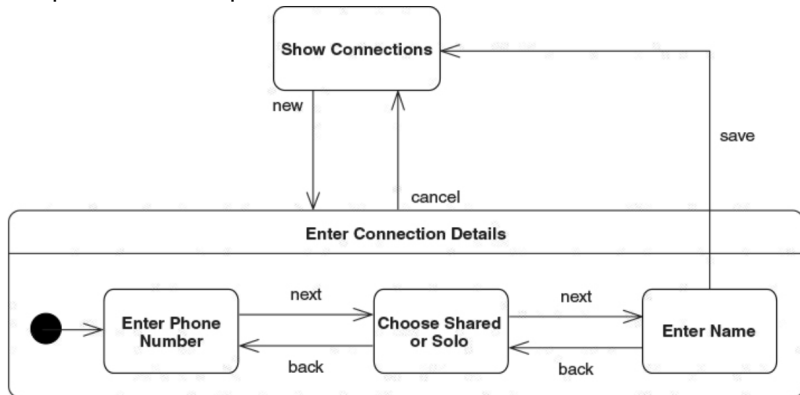 Show Connections
new
save
cancel
Enter Connection Details
next
next
Enter Phone
Number
Choose Shared
or Solo
Enter Name
back
back